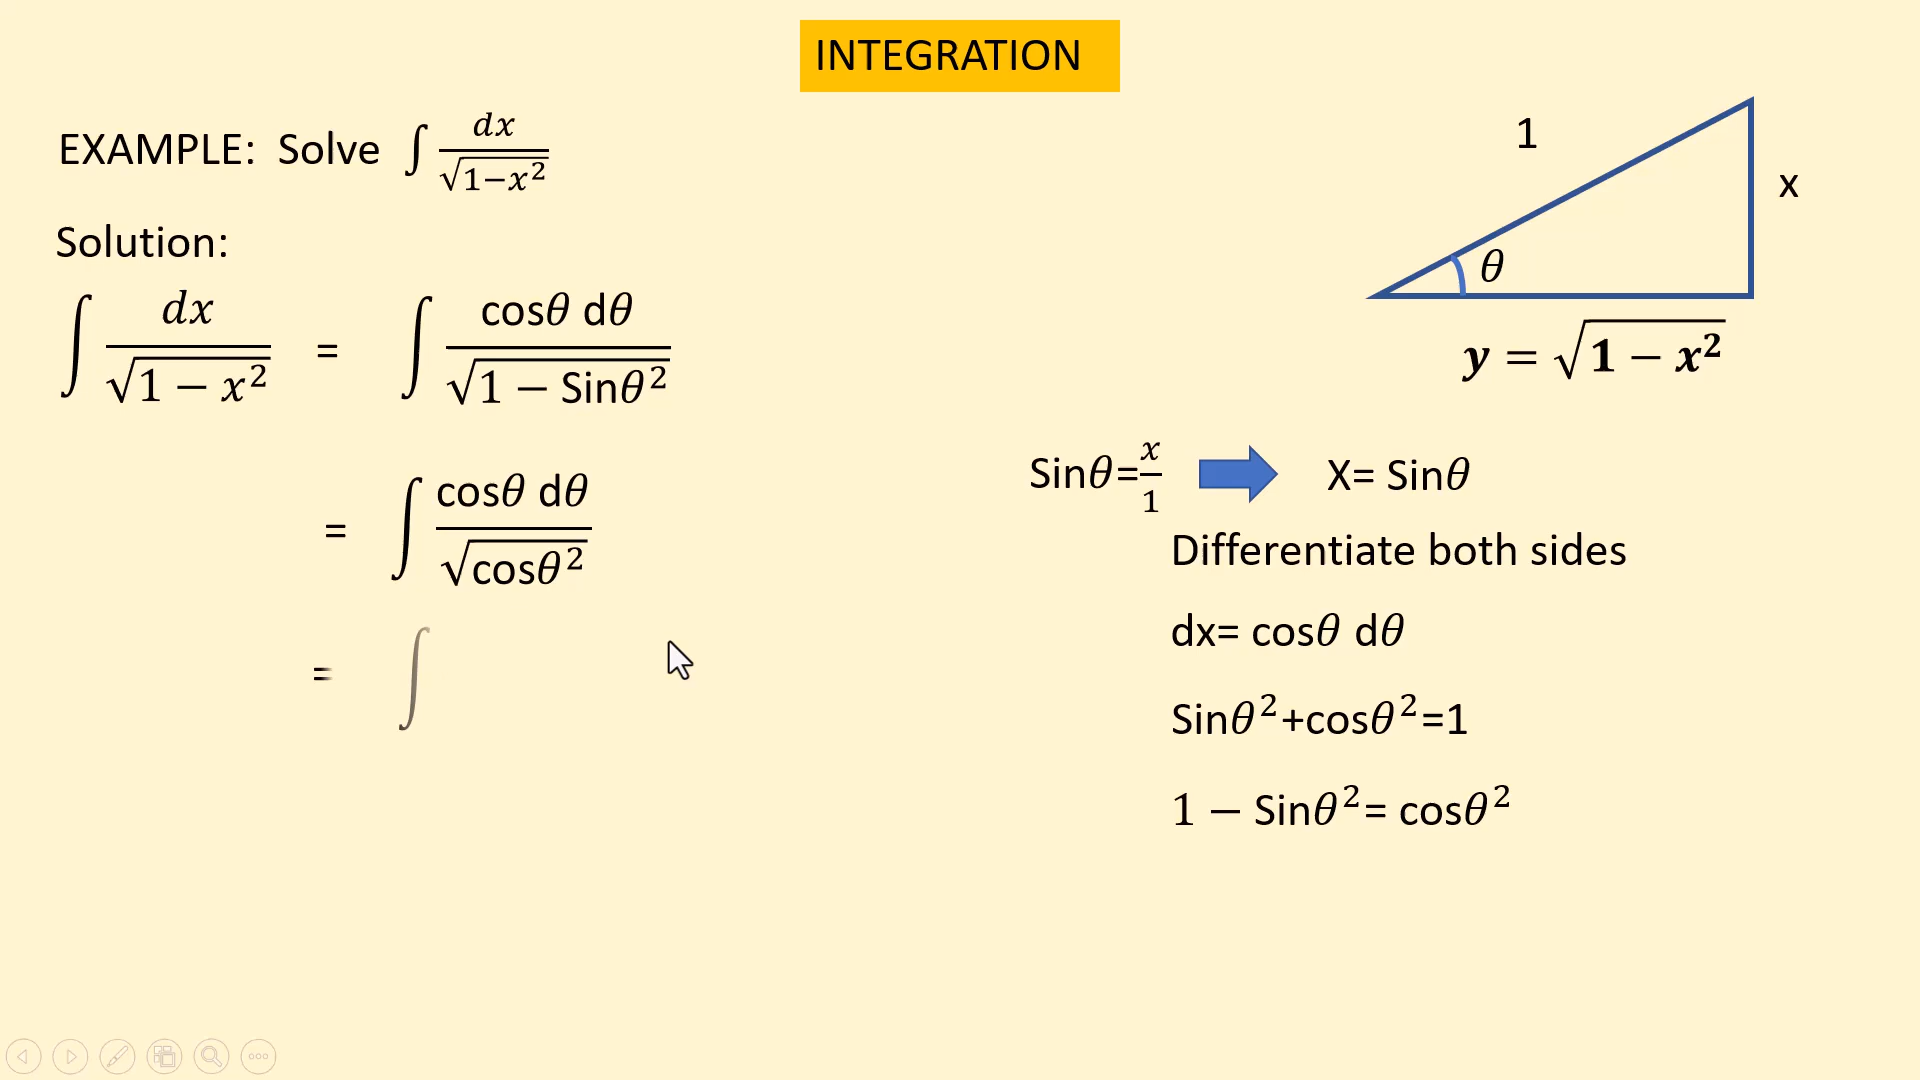 INTEGRATION
EXAMPLE: Solve ∫ dx/√(1−x²)
Solution:
∫ dx/√(1 − x²) = ∫ cosθ dθ/√(1 − Sinθ²)
= ∫ cosθ dθ/√(cosθ²)
= ∫
1
x
θ
y = √(1 − x²)
Sinθ=x/1 X= Sinθ
Differentiate both sides
dx= cosθ dθ
Sinθ²+cosθ²=1
1 − Sinθ²= cosθ²